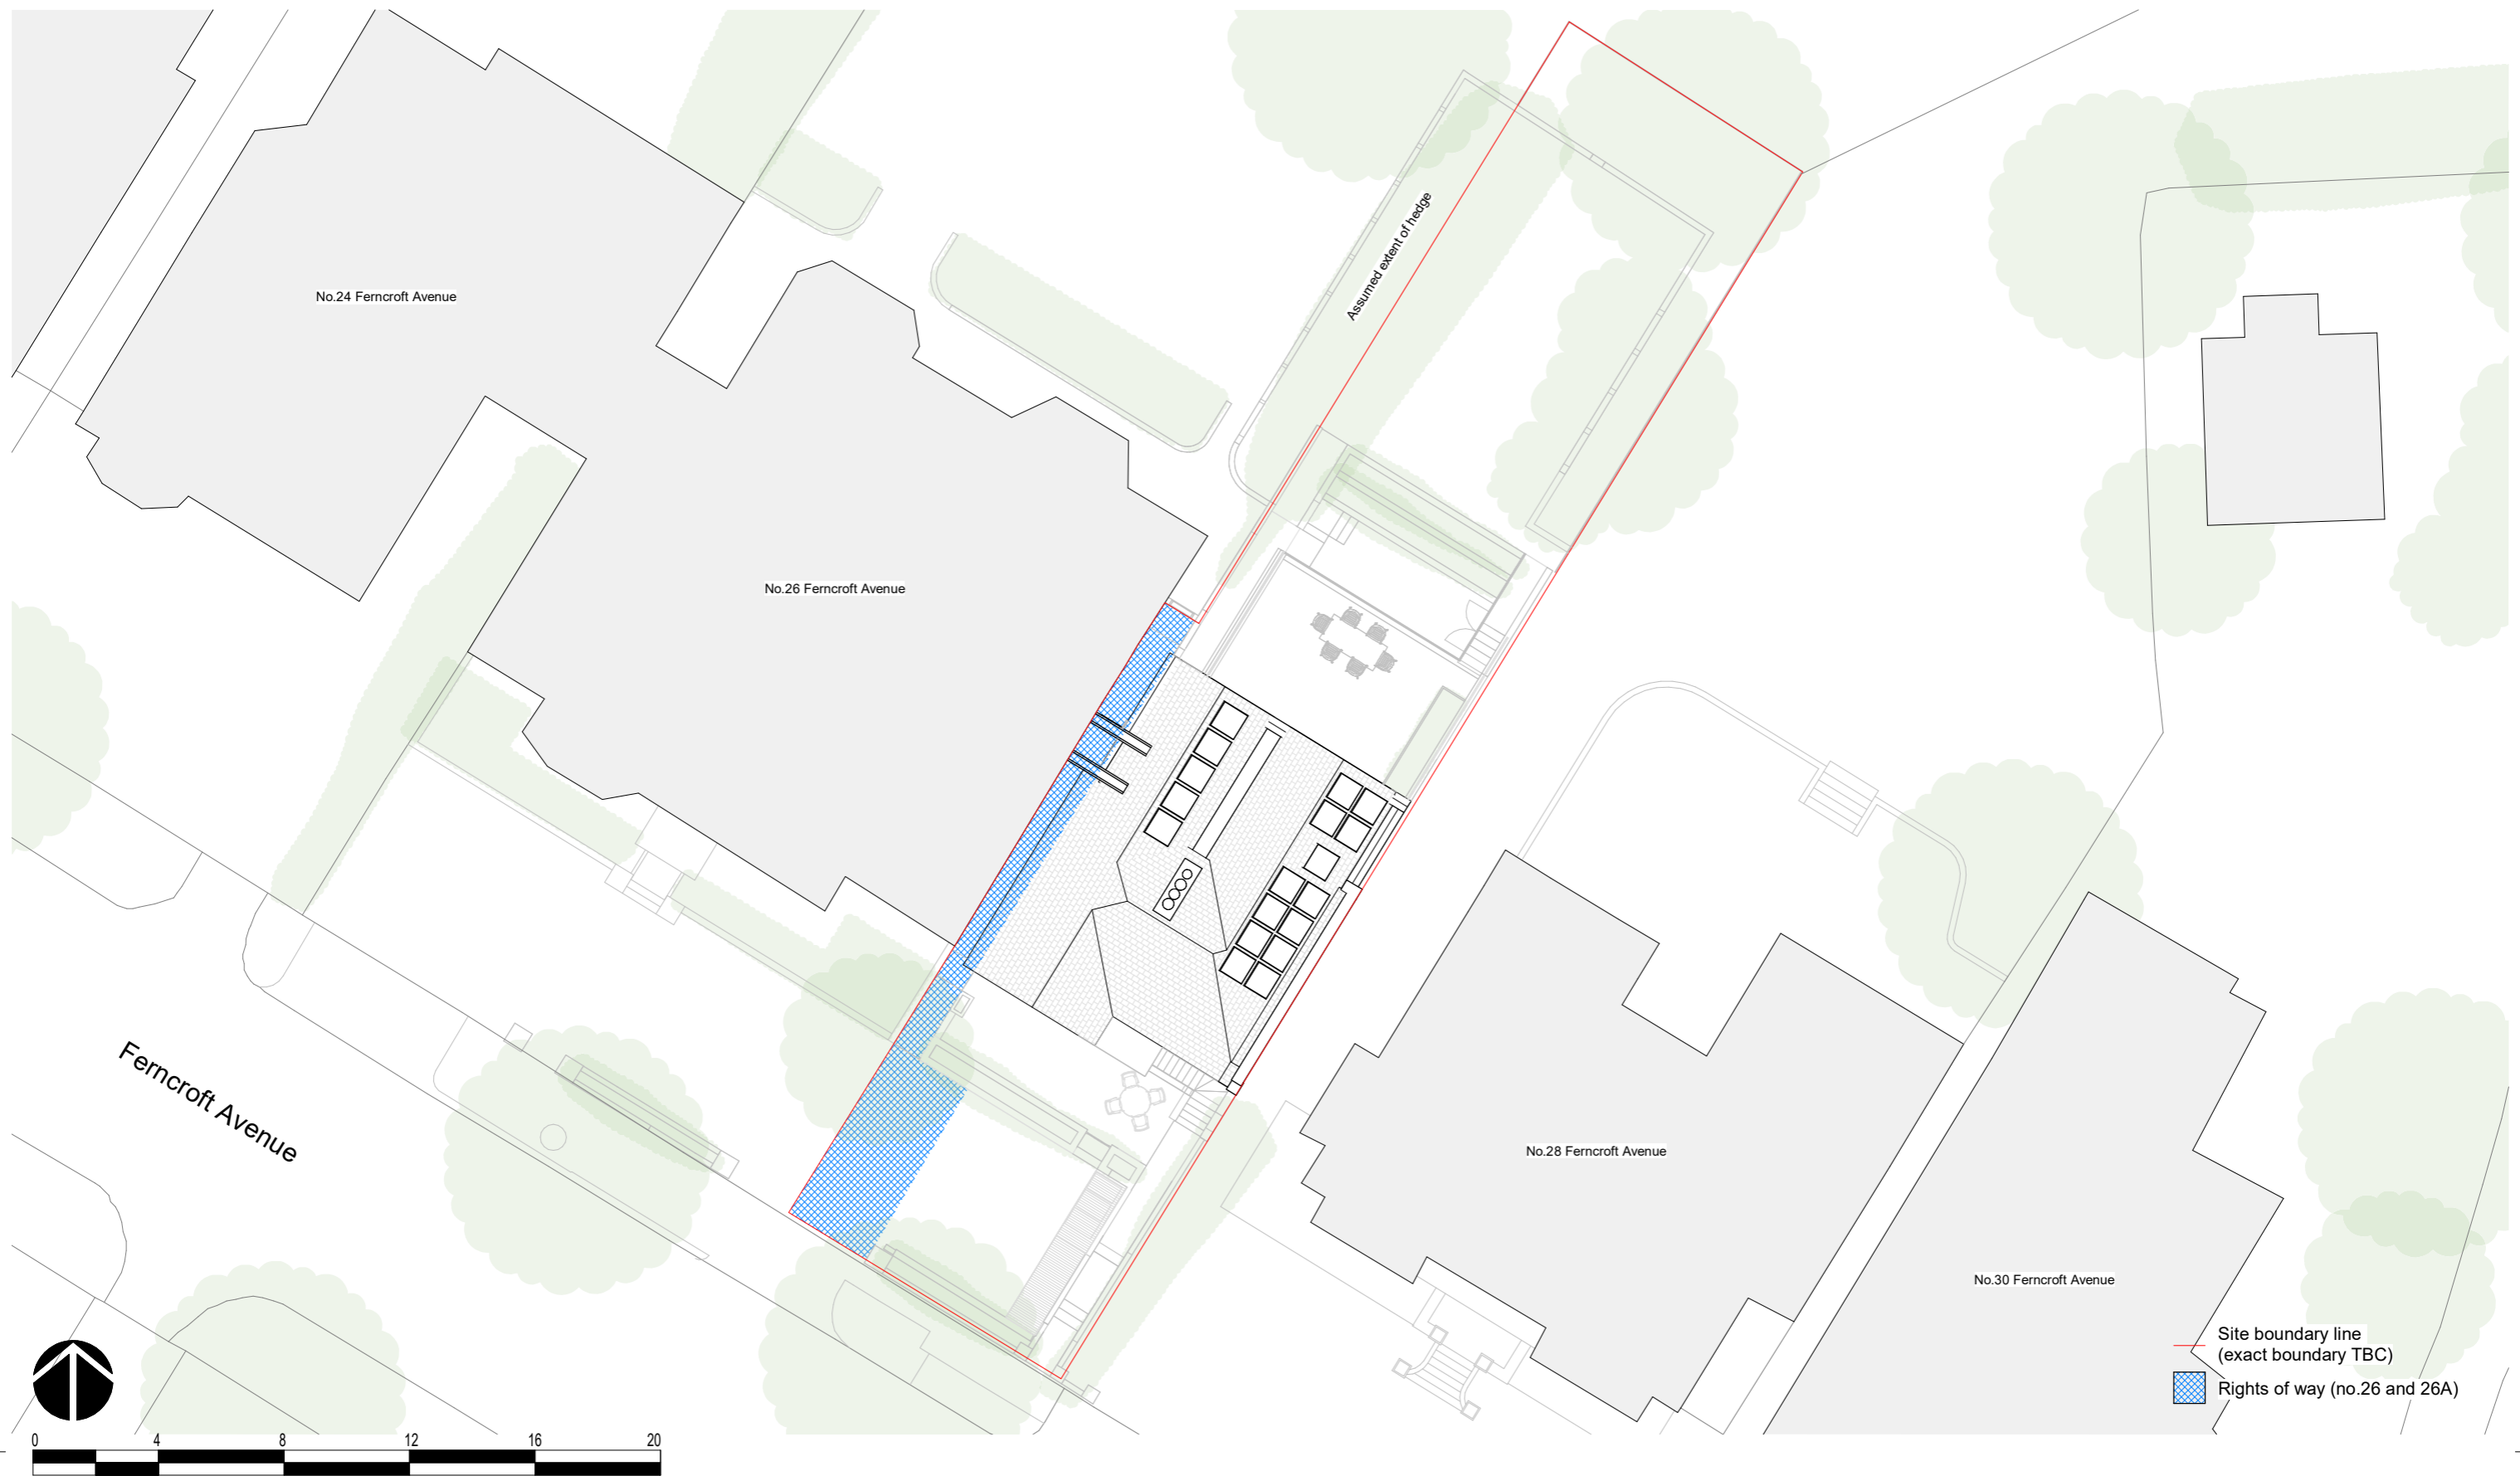 Assumed extent of hedge
No.24 Ferncroft Avenue
No.26 Ferncroft Avenue
Ferncroft Avenue
No.28 Ferncroft Avenue
No.30 Ferncroft Avenue
Site boundary line
(exact boundary TBC)
Rights of way (no.26 and 26A)
0 4 8 12 16 20